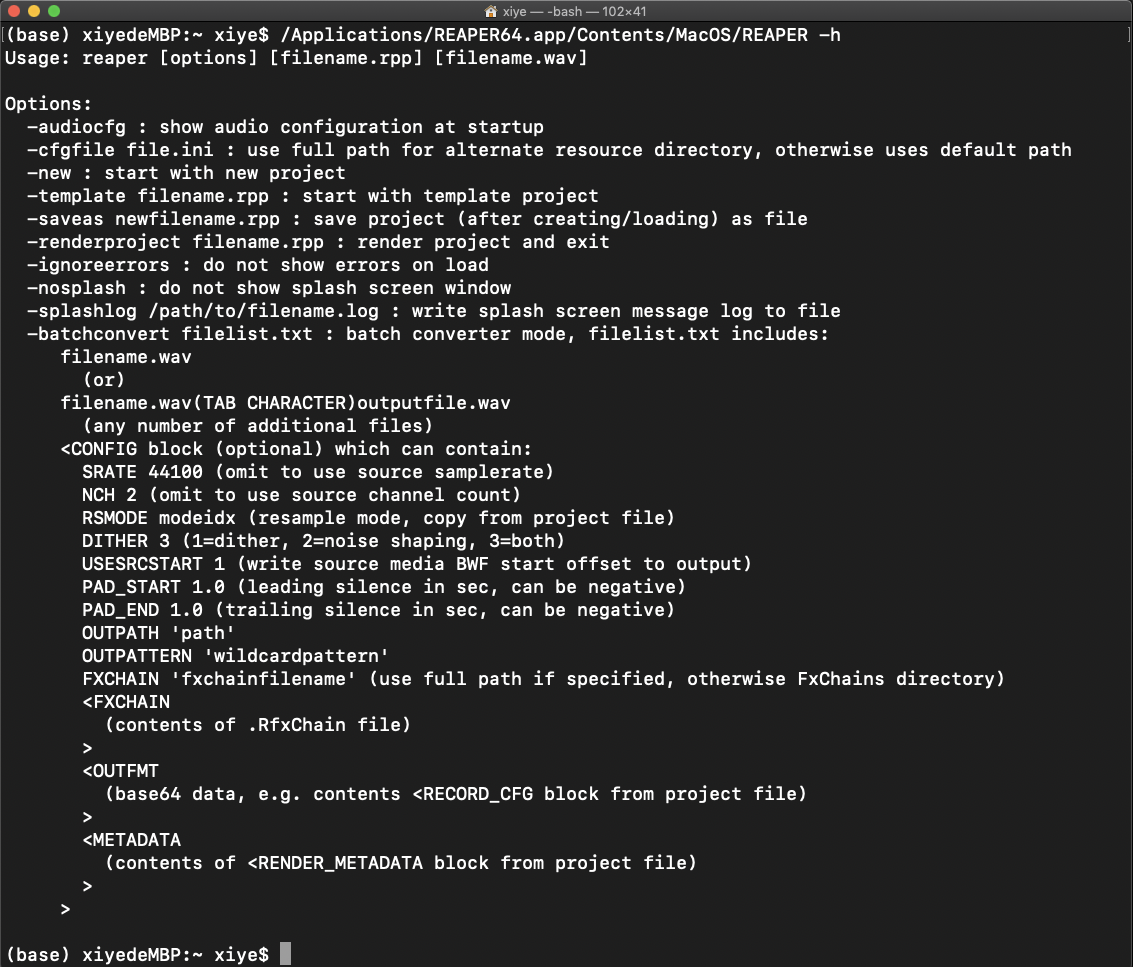 xiye — -bash — 102×41
(base) xiyedeMBP:~ xiye$ /Applications/REAPER64.app/Contents/MacOS/REAPER -h
Usage: reaper [options] [filename.rpp] [filename.wav]

Options:
  -audiocfg : show audio configuration at startup
  -cfgfile file.ini : use full path for alternate resource directory, otherwise uses default path
  -new : start with new project
  -template filename.rpp : start with template project
  -saveas newfilename.rpp : save project (after creating/loading) as file
  -renderproject filename.rpp : render project and exit
  -ignoreerrors : do not show errors on load
  -nosplash : do not show splash screen window
  -splashlog /path/to/filename.log : write splash screen message log to file
  -batchconvert filelist.txt : batch converter mode, filelist.txt includes:
     filename.wav
       (or)
     filename.wav(TAB CHARACTER)outputfile.wav
       (any number of additional files)
     <CONFIG block (optional) which can contain:
       SRATE 44100 (omit to use source samplerate)
       NCH 2 (omit to use source channel count)
       RSMODE modeidx (resample mode, copy from project file)
       DITHER 3 (1=dither, 2=noise shaping, 3=both)
       USESRCSTART 1 (write source media BWF start offset to output)
       PAD_START 1.0 (leading silence in sec, can be negative)
       PAD_END 1.0 (trailing silence in sec, can be negative)
       OUTPATH 'path'
       OUTPATTERN 'wildcardpattern'
       FXCHAIN 'fxchainfilename' (use full path if specified, otherwise FxChains directory)
       <FXCHAIN
         (contents of .RfxChain file)
       >
       <OUTFMT
         (base64 data, e.g. contents <RECORD_CFG block from project file)
       >
       <METADATA
         (contents of <RENDER_METADATA block from project file)
       >
     >

(base) xiyedeMBP:~ xiye$